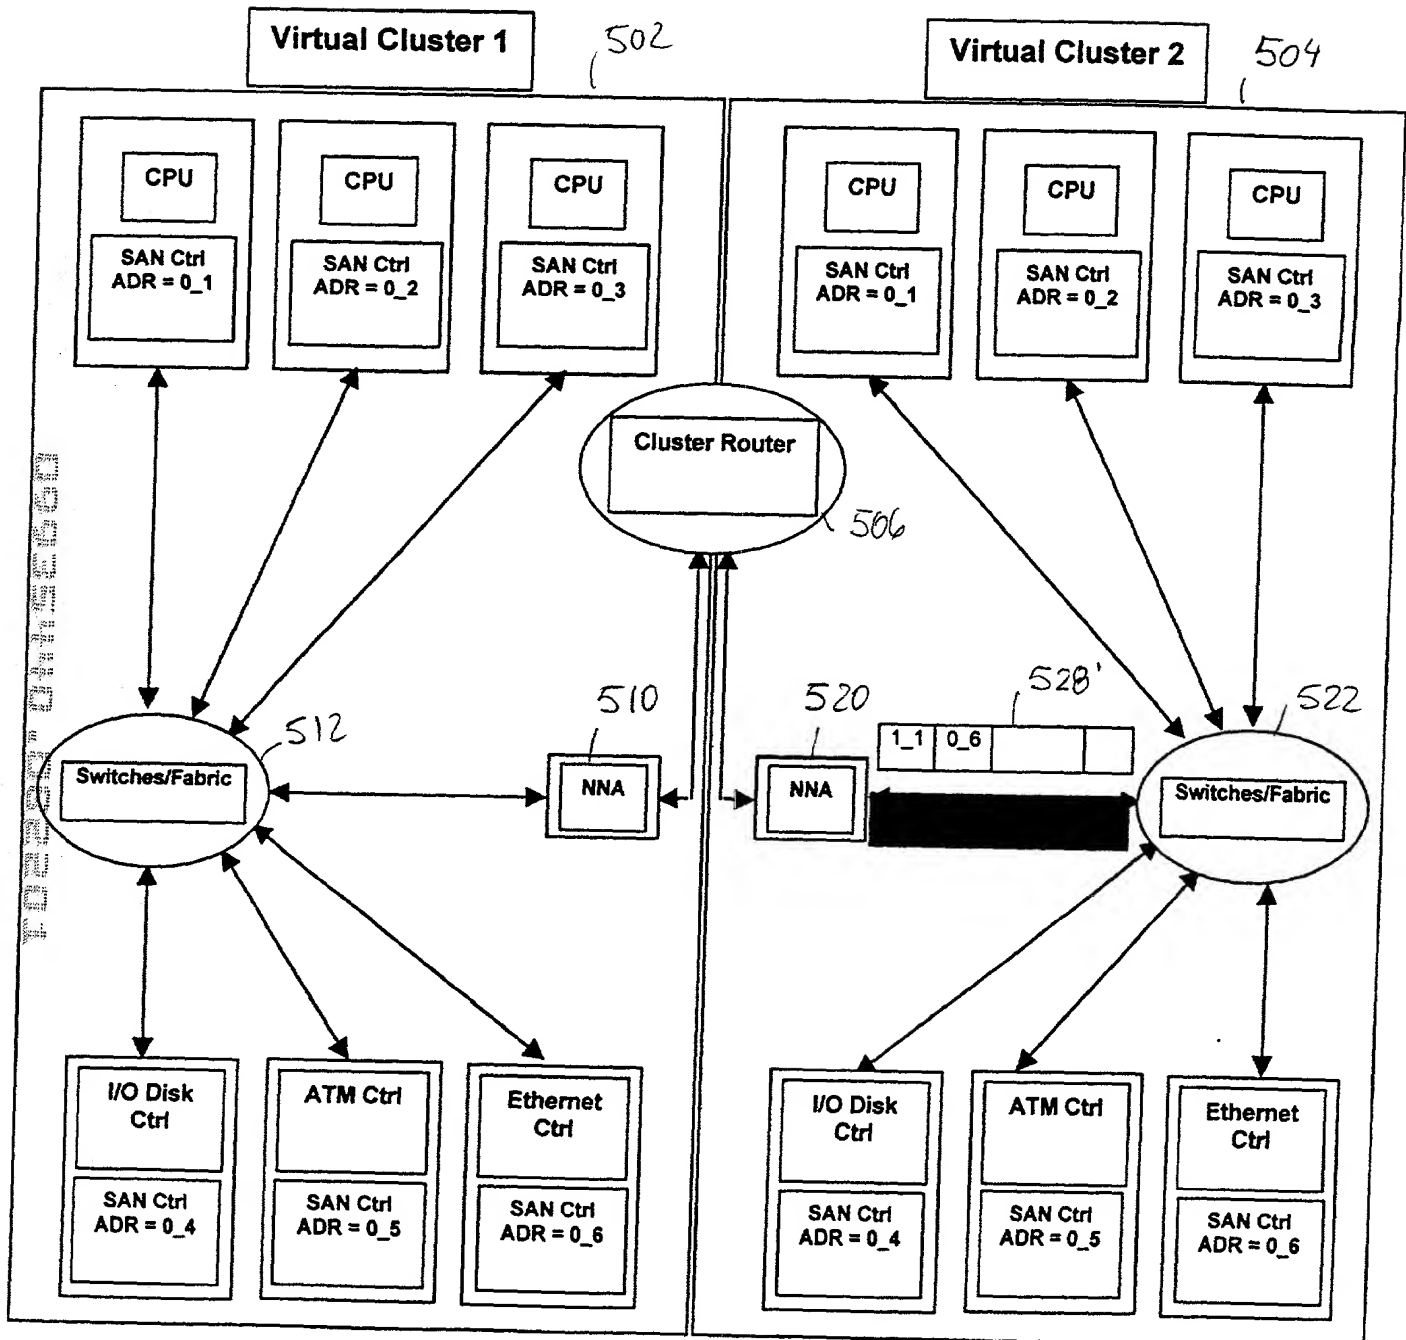 Virtual Cluster 1
502
Virtual Cluster 2
504
CPU
SAN Ctrl
ADR = 0_1
CPU
SAN Ctrl
ADR = 0_2
CPU
SAN Ctrl
ADR = 0_3
CPU
SAN Ctrl
ADR = 0_1
CPU
SAN Ctrl
ADR = 0_2
CPU
SAN Ctrl
ADR = 0_3
Cluster Router
506
512
Switches/Fabric
510
NNA
520
NNA
528'
1_1 0_6
522
Switches/Fabric
I/O Disk
Ctrl
SAN Ctrl
ADR = 0_4
ATM Ctrl
SAN Ctrl
ADR = 0_5
Ethernet
Ctrl
SAN Ctrl
ADR = 0_6
I/O Disk
Ctrl
SAN Ctrl
ADR = 0_4
ATM Ctrl
SAN Ctrl
ADR = 0_5
Ethernet
Ctrl
SAN Ctrl
ADR = 0_6